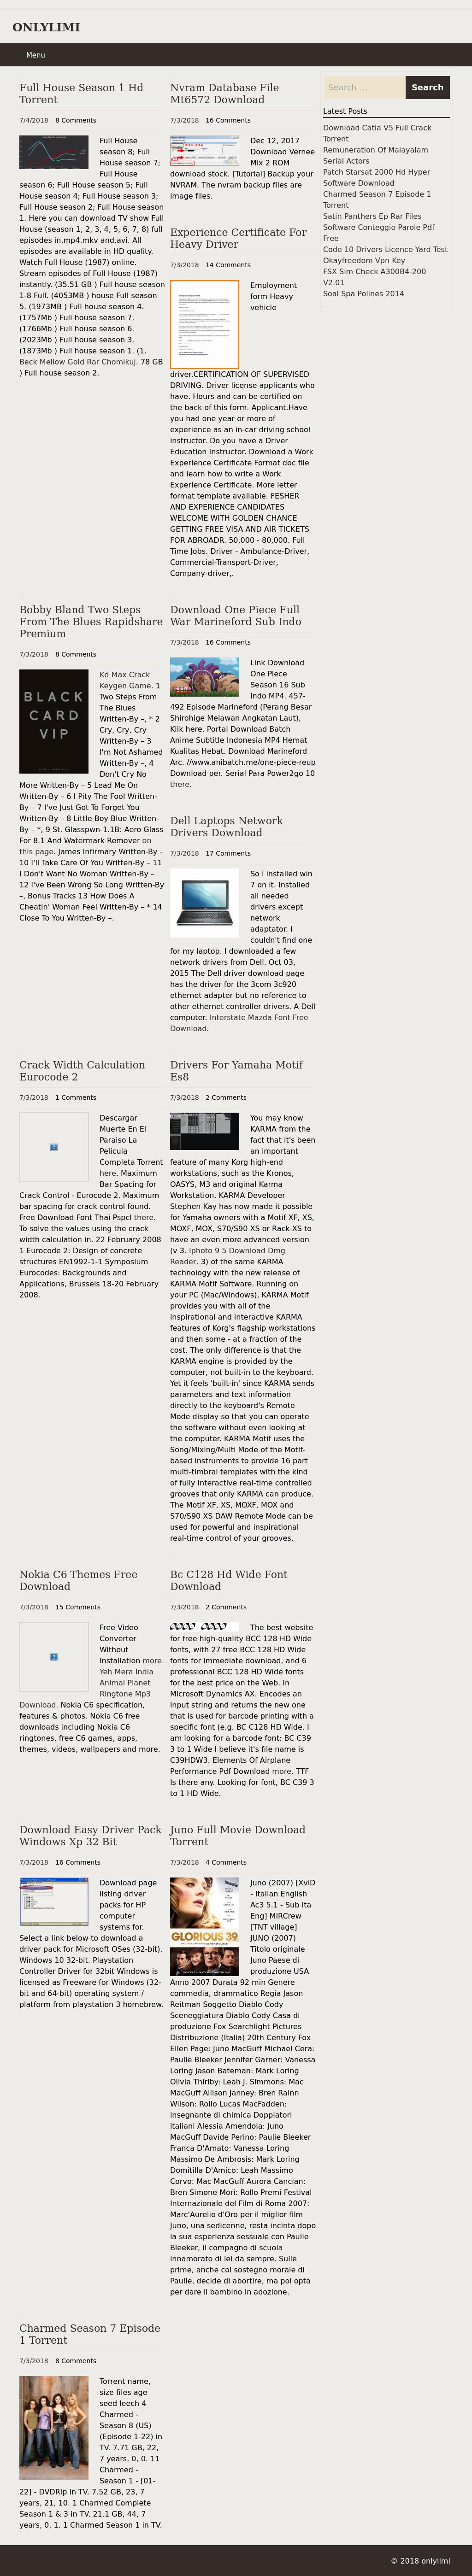 ONLYLIMI
Menu
Full House Season 1 Hd
Torrent
7/4/2018 8 Comments
Full House
season 8; Full
House season 7;
Full House
season 6; Full House season 5; Full
House season 4; Full House season 3;
Full House season 2; Full House season
1. Here you can download TV show Full
House (season 1, 2, 3, 4, 5, 6, 7, 8) full
episodes in.mp4.mkv and.avi. All
episodes are available in HD quality.
Watch Full House (1987) online.
Stream episodes of Full House (1987)
instantly. (35.51 GB ) Full house season
1-8 Full. (4053MB ) house Full season
5. (1973MB ) Full house season 4.
(1757Mb ) Full house season 7.
(1766Mb ) Full house season 6.
(2023Mb ) Full house season 3.
(1873Mb ) Full house season 1. (1.
Beck Mellow Gold Rar Chomikuj. 78 GB
) Full house season 2.
Nvram Database File
Mt6572 Download
7/3/2018 16 Comments
Dec 12, 2017
Download Vernee
Mix 2 ROM
download stock. [Tutorial] Backup your
NVRAM. The nvram backup files are
image files.
Experience Certificate For
Heavy Driver
7/3/2018 14 Comments
Employment
form Heavy
vehicle
driver.CERTIFICATION OF SUPERVISED
DRIVING. Driver license applicants who
have. Hours and can be certified on
the back of this form. Applicant.Have
you had one year or more of
experience as an in-car driving school
instructor. Do you have a Driver
Education Instructor. Download a Work
Experience Certificate Format doc file
and learn how to write a Work
Experience Certificate. More letter
format template available. FESHER
AND EXPERIENCE CANDIDATES
WELCOME WITH GOLDEN CHANCE
GETTING FREE VISA AND AIR TICKETS
FOR ABROADR. 50,000 - 80,000. Full
Time Jobs. Driver - Ambulance-Driver,
Commercial-Transport-Driver,
Company-driver,.
Search ...
Search
Latest Posts
Download Catia V5 Full Crack
Torrent
Remuneration Of Malayalam
Serial Actors
Patch Starsat 2000 Hd Hyper
Software Download
Charmed Season 7 Episode 1
Torrent
Satin Panthers Ep Rar Files
Software Conteggio Parole Pdf
Free
Code 10 Drivers Licence Yard Test
Okayfreedom Vpn Key
FSX Sim Check A300B4-200
V2.01
Soal Spa Polines 2014
Bobby Bland Two Steps
From The Blues Rapidshare
Premium
7/3/2018 8 Comments
BLACK
CARD
VIP
Kd Max Crack
Keygen Game. 1
Two Steps From
The Blues
Written-By –, * 2
Cry, Cry, Cry
Written-By – 3
I'm Not Ashamed
Written-By –, 4
Don't Cry No
More Written-By – 5 Lead Me On
Written-By – 6 I Pity The Fool Written-
By – 7 I've Just Got To Forget You
Written-By – 8 Little Boy Blue Written-
By – *, 9 St. Glasspwn-1.1B: Aero Glass
For 8.1 And Watermark Remover on
this page. James Infirmary Written-By –
10 I'll Take Care Of You Written-By – 11
I Don't Want No Woman Written-By –
12 I've Been Wrong So Long Written-By
–, Bonus Tracks 13 How Does A
Cheatin' Woman Feel Written-By – * 14
Close To You Written-By –.
Download One Piece Full
War Marineford Sub Indo
7/3/2018 16 Comments
Link Download
One Piece
Season 16 Sub
Indo MP4. 457-
492 Episode Marineford (Perang Besar
Shirohige Melawan Angkatan Laut),
Klik here. Portal Download Batch
Anime Subtitle Indonesia MP4 Hemat
Kualitas Hebat. Download Marineford
Arc. //www.anibatch.me/one-piece-reup
Download per. Serial Para Power2go 10
there.
Dell Laptops Network
Drivers Download
7/3/2018 17 Comments
So i installed win
7 on it. Installed
all needed
drivers except
network
adaptator. I
couldn't find one
for my laptop. I downloaded a few
network drivers from Dell. Oct 03,
2015 The Dell driver download page
has the driver for the 3com 3c920
ethernet adapter but no reference to
other ethernet controller drivers. A Dell
computer. Interstate Mazda Font Free
Download.
Crack Width Calculation
Eurocode 2
7/3/2018 1 Comments
Descargar
Muerte En El
Paraiso La
Pelicula
Completa Torrent
here. Maximum
Bar Spacing for
Crack Control - Eurocode 2. Maximum
bar spacing for crack control found.
Free Download Font Thai Pspcl there.
To solve the values using the crack
width calculation in. 22 February 2008
1 Eurocode 2: Design of concrete
structures EN1992-1-1 Symposium
Eurocodes: Backgrounds and
Applications, Brussels 18-20 February
2008.
Drivers For Yamaha Motif
Es8
7/3/2018 2 Comments
You may know
KARMA from the
fact that it's been
an important
feature of many Korg high-end
workstations, such as the Kronos,
OASYS, M3 and original Karma
Workstation. KARMA Developer
Stephen Kay has now made it possible
for Yamaha owners with a Motif XF, XS,
MOXF, MOX, S70/S90 XS or Rack-XS to
have an even more advanced version
(v 3. Iphoto 9 5 Download Dmg
Reader. 3) of the same KARMA
technology with the new release of
KARMA Motif Software. Running on
your PC (Mac/Windows), KARMA Motif
provides you with all of the
inspirational and interactive KARMA
features of Korg's flagship workstations
and then some - at a fraction of the
cost. The only difference is that the
KARMA engine is provided by the
computer, not built-in to the keyboard.
Yet it feels 'built-in' since KARMA sends
parameters and text information
directly to the keyboard's Remote
Mode display so that you can operate
the software without even looking at
the computer. KARMA Motif uses the
Song/Mixing/Multi Mode of the Motif-
based instruments to provide 16 part
multi-timbral templates with the kind
of fully interactive real-time controlled
grooves that only KARMA can produce.
The Motif XF, XS, MOXF, MOX and
S70/S90 XS DAW Remote Mode can be
used for powerful and inspirational
real-time control of your grooves.
Nokia C6 Themes Free
Download
7/3/2018 15 Comments
Free Video
Converter
Without
Installation more.
Yeh Mera India
Animal Planet
Ringtone Mp3
Download. Nokia C6 specification,
features & photos. Nokia C6 free
downloads including Nokia C6
ringtones, free C6 games, apps,
themes, videos, wallpapers and more.
Bc C128 Hd Wide Font
Download
7/3/2018 2 Comments
The best website
for free high-quality BCC 128 HD Wide
fonts, with 27 free BCC 128 HD Wide
fonts for immediate download, and 6
professional BCC 128 HD Wide fonts
for the best price on the Web. In
Microsoft Dynamics AX. Encodes an
input string and returns the new one
that is used for barcode printing with a
specific font (e.g. BC C128 HD Wide. I
am looking for a barcode font: BC C39
3 to 1 Wide I believe it's file name is
C39HDW3. Elements Of Airplane
Performance Pdf Download more. TTF
Is there any. Looking for font, BC C39 3
to 1 HD Wide.
Download Easy Driver Pack
Windows Xp 32 Bit
7/3/2018 16 Comments
Download page
listing driver
packs for HP
computer
systems for.
Select a link below to download a
driver pack for Microsoft OSes (32-bit).
Windows 10 32-bit. Playstation
Controller Driver for 32bit Windows is
licensed as Freeware for Windows (32-
bit and 64-bit) operating system /
platform from playstation 3 homebrew.
Juno Full Movie Download
Torrent
7/3/2018 4 Comments
GLORIOUS 39
Juno (2007) [XviD
- Italian English
Ac3 5.1 - Sub Ita
Eng] MIRCrew
[TNT village]
JUNO (2007)
Titolo originale
Juno Paese di
produzione USA
Anno 2007 Durata 92 min Genere
commedia, drammatico Regia Jason
Reitman Soggetto Diablo Cody
Sceneggiatura Diablo Cody Casa di
produzione Fox Searchlight Pictures
Distribuzione (Italia) 20th Century Fox
Ellen Page: Juno MacGuff Michael Cera:
Paulie Bleeker Jennifer Garner: Vanessa
Loring Jason Bateman: Mark Loring
Olivia Thirlby: Leah J. Simmons: Mac
MacGuff Allison Janney: Bren Rainn
Wilson: Rollo Lucas MacFadden:
insegnante di chimica Doppiatori
italiani Alessia Amendola: Juno
MacGuff Davide Perino: Paulie Bleeker
Franca D'Amato: Vanessa Loring
Massimo De Ambrosis: Mark Loring
Domitilla D'Amico: Leah Massimo
Corvo: Mac MacGuff Aurora Cancian:
Bren Simone Mori: Rollo Premi Festival
Internazionale del Film di Roma 2007:
Marc'Aurelio d'Oro per il miglior film
Juno, una sedicenne, resta incinta dopo
la sua esperienza sessuale con Paulie
Bleeker, il compagno di scuola
innamorato di lei da sempre. Sulle
prime, anche col sostegno morale di
Paulie, decide di abortire, ma poi opta
per dare il bambino in adozione.
Charmed Season 7 Episode
1 Torrent
7/3/2018 8 Comments
Torrent name,
size files age
seed leech 4
Charmed -
Season 8 (US)
(Episode 1-22) in
TV. 7.71 GB, 22,
7 years, 0, 0. 11
Charmed -
Season 1 - [01-
22] - DVDRip in TV. 7.52 GB, 23, 7
years, 21, 10. 1 Charmed Complete
Season 1 & 3 in TV. 21.1 GB, 44, 7
years, 0, 1. 1 Charmed Season 1 in TV.
© 2018 onlylimi